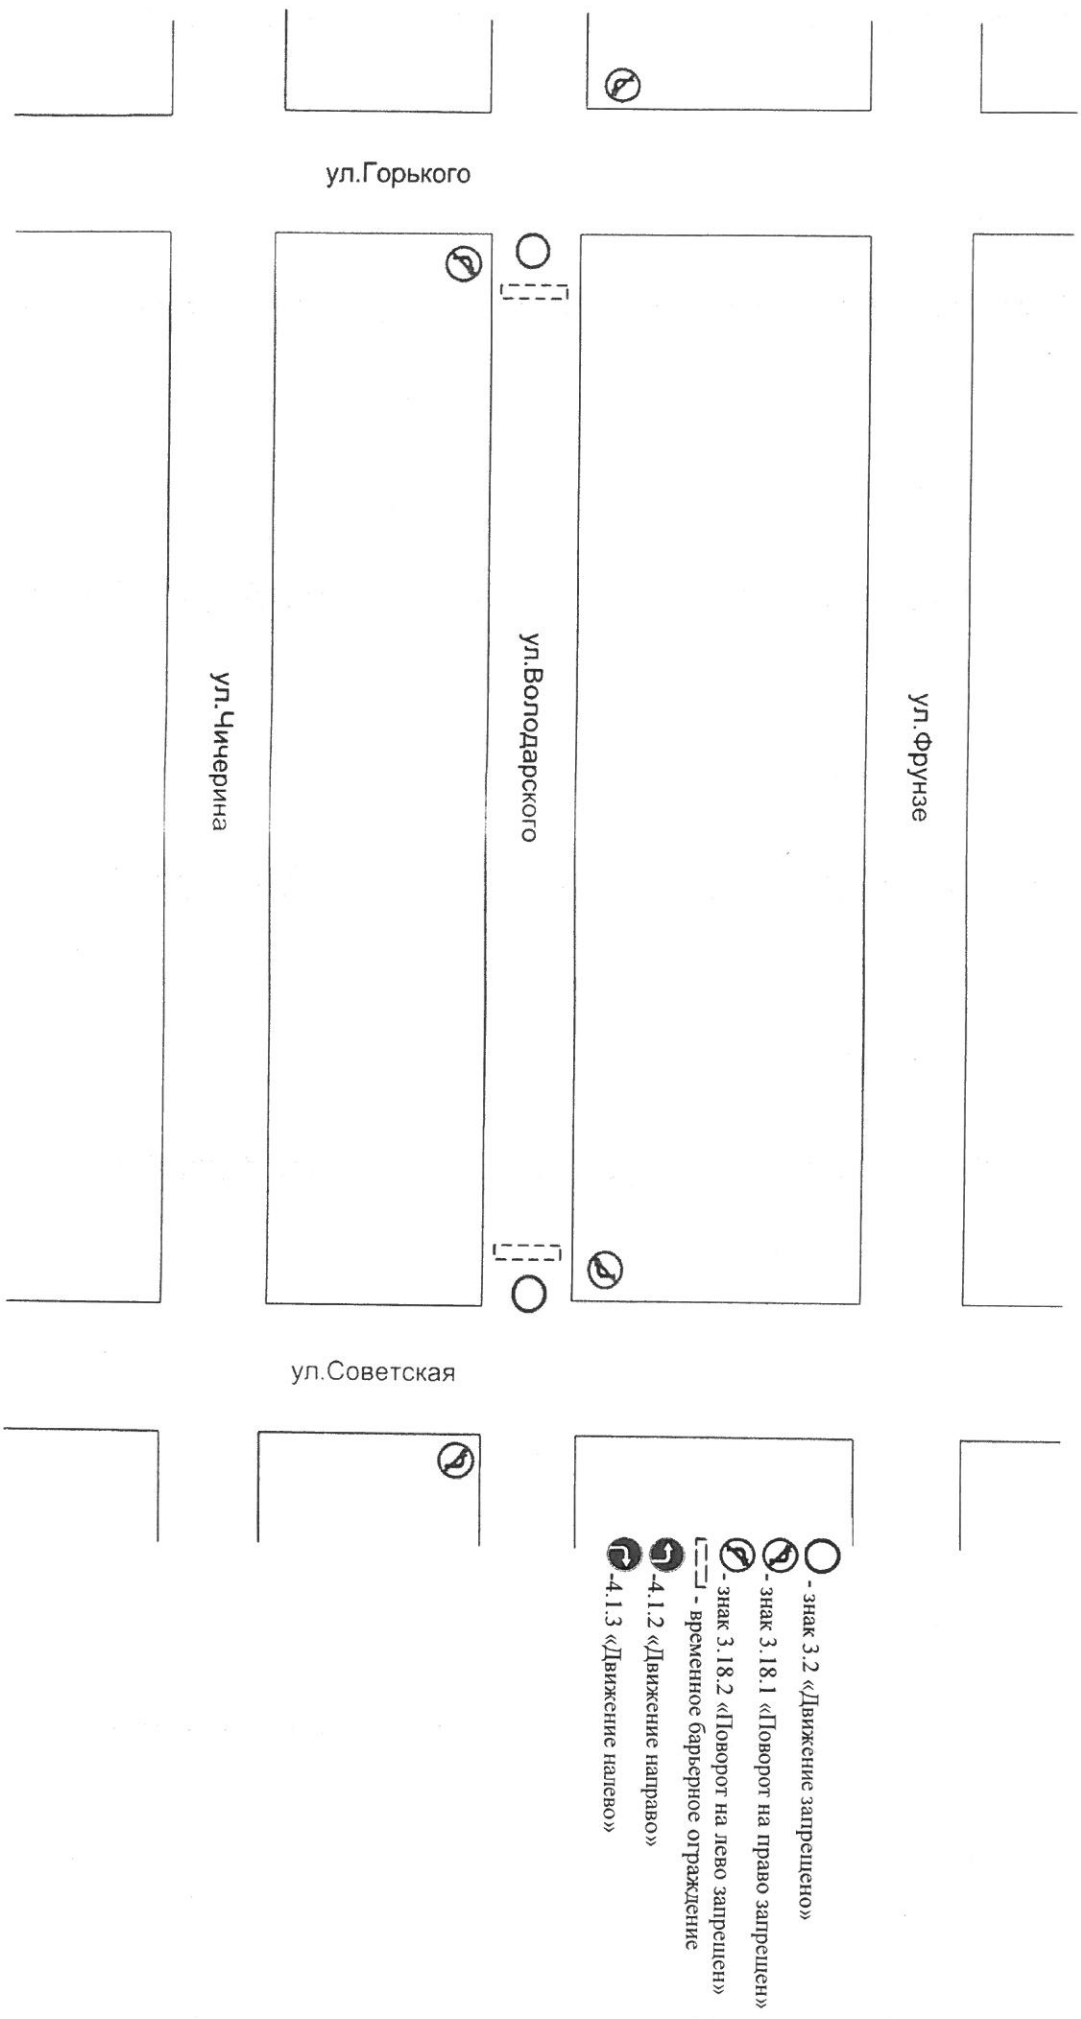 ул.Горького
ул.Чичерина
ул.Володарского
ул.Фрунзе
ул.Советская
- знак 3.2 «Движение запрещено»
- знак 3.18.1 «Поворот на право запрещен»
- знак 3.18.2 «Поворот на лево запрещен»
- временное барьерное ограждение
-4.1.2 «Движение направо»
-4.1.3 «Движение налево»